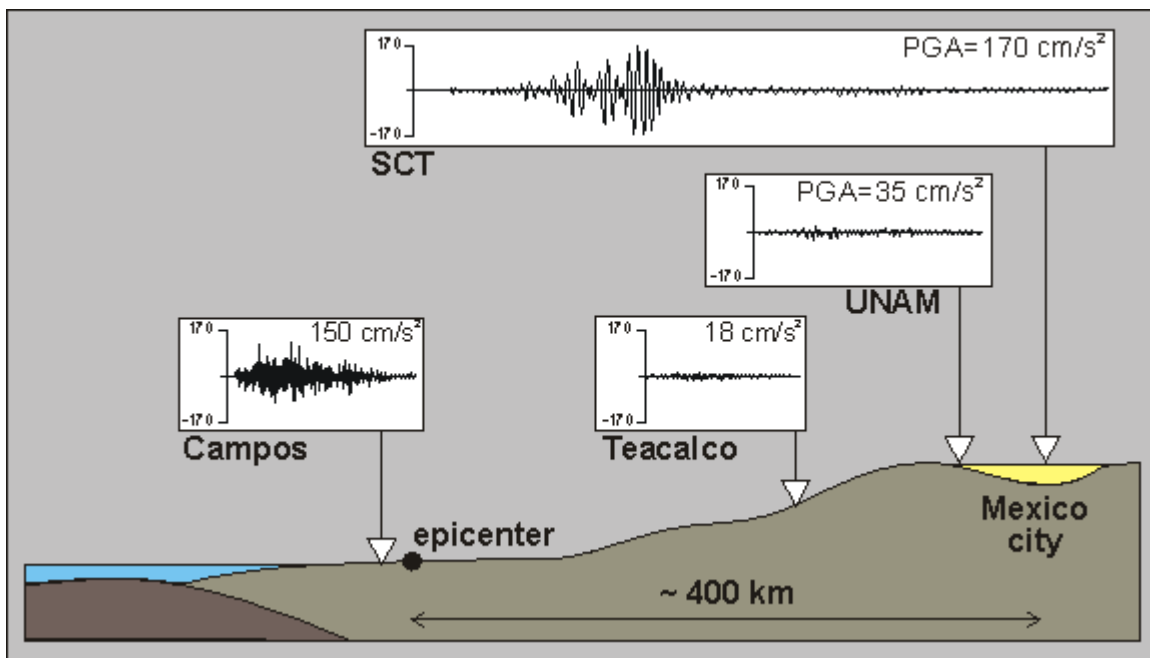 170
PGA=170 cm/s²
-170
SCT
170
PGA=35 cm/s²
-170
UNAM
170
150 cm/s²
-170
Campos
170
18 cm/s²
-170
Teacalco
Mexico
city
epicenter
~ 400 km